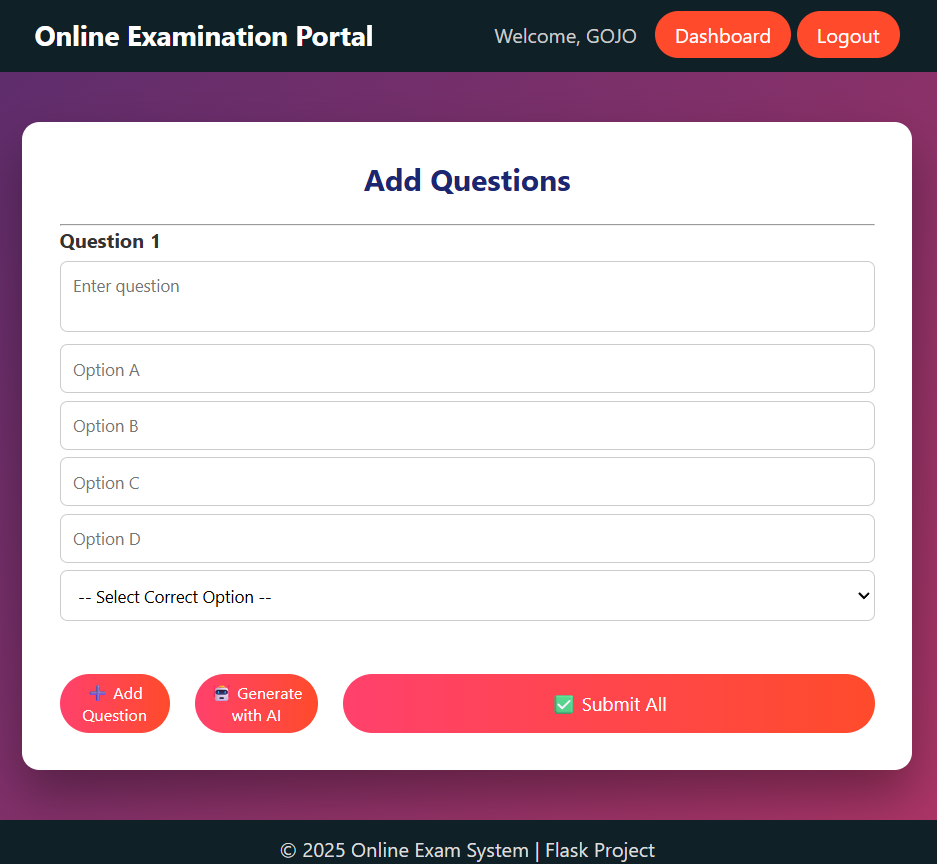 Online Examination Portal
Welcome, GOJO
Dashboard
Logout
Add Questions
Question 1
Enter question
Option A
Option B
Option C
Option D
-- Select Correct Option --
➕ Add
Question
🤖 Generate
with AI
✅ Submit All
© 2025 Online Exam System | Flask Project